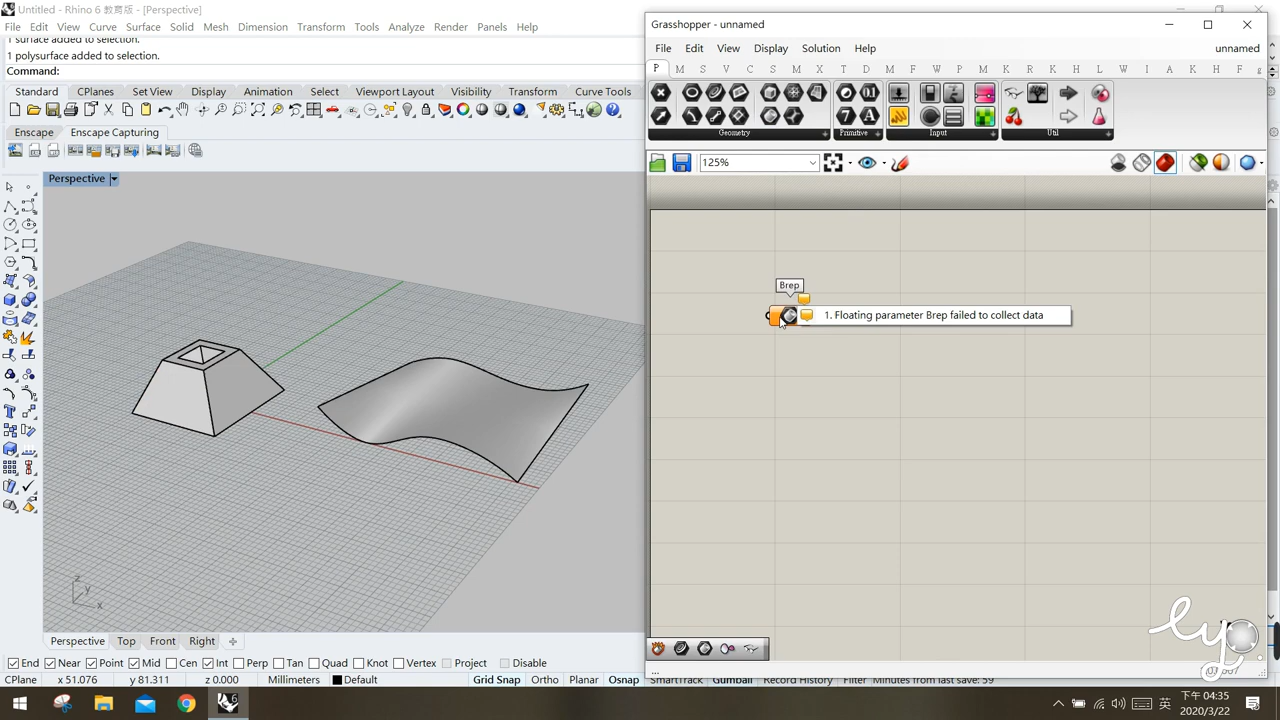 Untitled - Rhino 6 教育版 - [Perspective]
File Edit View Curve Surface Solid Mesh Dimension Transform Tools Analyze Render Panels Help
1 surface added to selection.
1 polysurface added to selection.
Command:
Standard CPlanes Set View Display Select Viewport Layout Visibility Transform Curve Tools
Enscape Enscape Capturing
Perspective
z
y
x
Perspective Top Front Right
End Near Point Mid Cen Int Perp Tan Quad Knot Vertex Project Disable
CPlane x 51.076 y 81.311 z 0.000 Millimeters Default Grid Snap Ortho Planar Osnap SmartTrack Gumball Record History Filter Minutes from last save: 59
Grasshopper - unnamed
File Edit View Display Solution Help unnamed
P M S V C S M X T D A M K F W P M R E H L V K H F g
Geometry Primitive Input Util
125%
Brep
1. Floating parameter Brep failed to collect data
...
ly
英
下午 04:35
2020/3/22